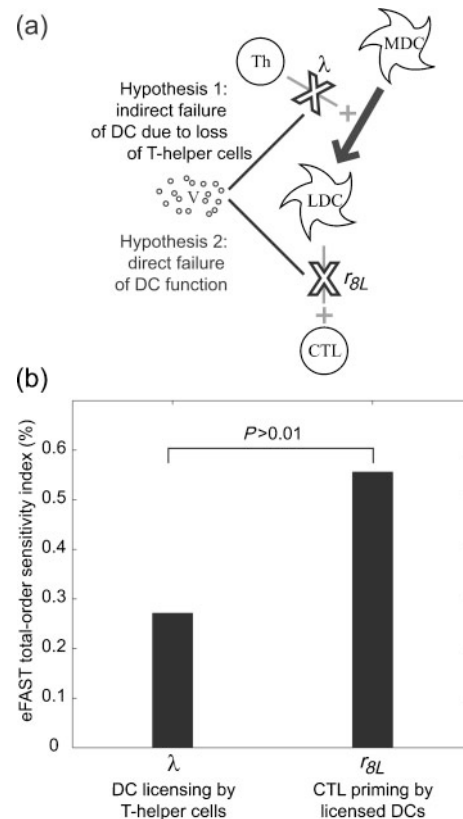 (a)
MDC
Th
λ
X
+
Hypothesis 1:
indirect failure
of DC due to loss
of T-helper cells
V
LDC
Hypothesis 2:
direct failure
of DC function
X
r8L
+
CTL
(b)
eFAST total-order sensitivity index (%)
P>0.01
0.6
0.5
0.4
0.3
0.2
0.1
0
λ
r8L
DC licensing by
T-helper cells
CTL priming by
licensed DCs